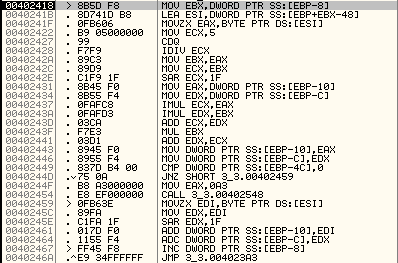 00402418 > 8B5D F8 MOV EBX,DWORD PTR SS:[EBP-8]
0040241B . 8D741D B8 LEA ESI,DWORD PTR SS:[EBP+EBX-48]
0040241F . 0FB606 MOVZX EAX,BYTE PTR DS:[ESI]
00402422 . B9 05000000 MOV ECX,5
00402427 . 99 CDQ
00402428 . F7F9 IDIV ECX
0040242A . 89C3 MOV EBX,EAX
0040242C . 89D9 MOV ECX,EBX
0040242E . C1F9 1F SAR ECX,1F
00402431 . 8B45 F0 MOV EAX,DWORD PTR SS:[EBP-10]
00402434 . 8B55 F4 MOV EDX,DWORD PTR SS:[EBP-C]
00402437 . 0FAFC8 IMUL ECX,EAX
0040243A . 0FAFD3 IMUL EDX,EBX
0040243D . 03CA ADD ECX,EDX
0040243F . F7E3 MUL EBX
00402441 . 03D1 ADD EDX,ECX
00402443 . 8945 F0 MOV DWORD PTR SS:[EBP-10],EAX
00402446 . 8955 F4 MOV DWORD PTR SS:[EBP-C],EDX
00402449 . 837D B4 00 CMP DWORD PTR SS:[EBP-4C],0
0040244D .v75 0A JNZ SHORT 3_3.00402459
0040244F . B8 A3000000 MOV EAX,0A3
00402454 . E8 EF000000 CALL 3_3.00402548
00402459 > 0FB63E MOVZX EDI,BYTE PTR DS:[ESI]
0040245C . 89FA MOV EDX,EDI
0040245E . C1FA 1F SAR EDX,1F
00402461 . 017D F0 ADD DWORD PTR SS:[EBP-10],EDI
00402464 . 1155 F4 ADC DWORD PTR SS:[EBP-C],EDX
00402467 . FF45 F8 INC DWORD PTR SS:[EBP-8]
0040246A .^E9 34FFFFFF JMP 3_3.004023A3